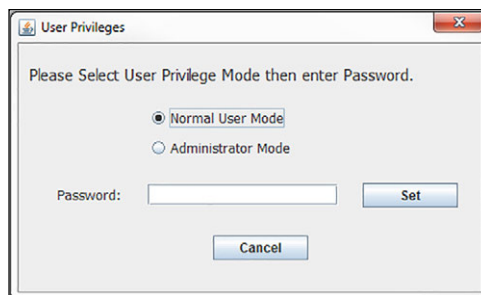 User Privileges
Please Select User Privilege Mode then enter Password.
Normal User Mode
Administrator Mode
Password:
Set
Cancel